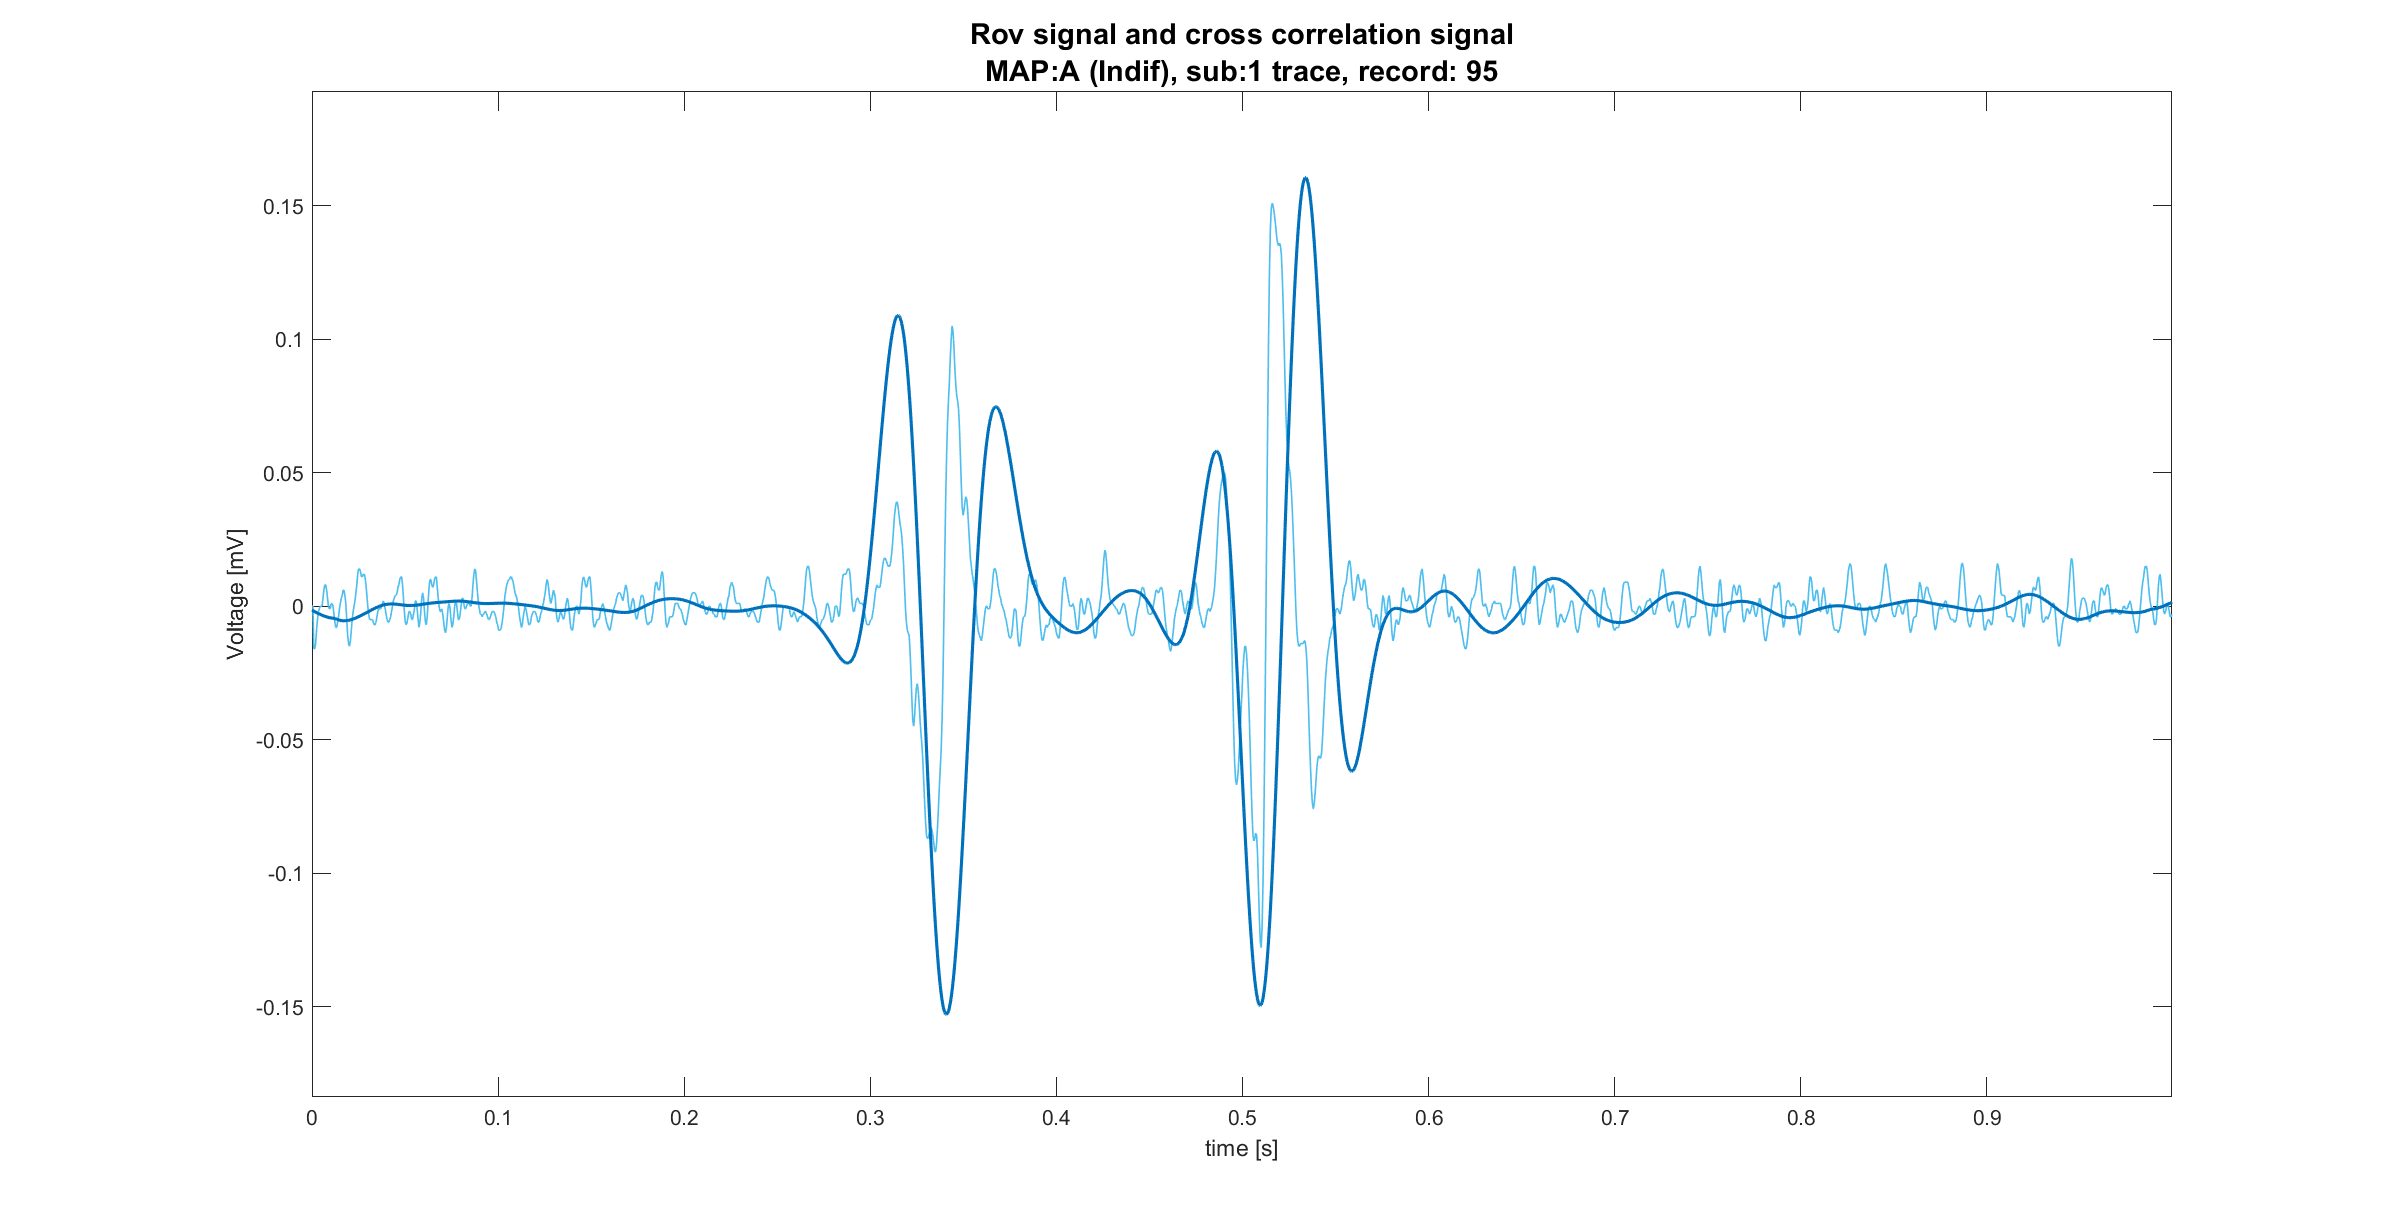 Rov signal and cross correlation signal
MAP:A (Indif), sub:1 trace, record: 95
Voltage [mV]
0.15
0.1
0.05
0
-0.05
-0.1
-0.15
0 0.1 0.2 0.3 0.4 0.5 0.6 0.7 0.8 0.9
time [s]